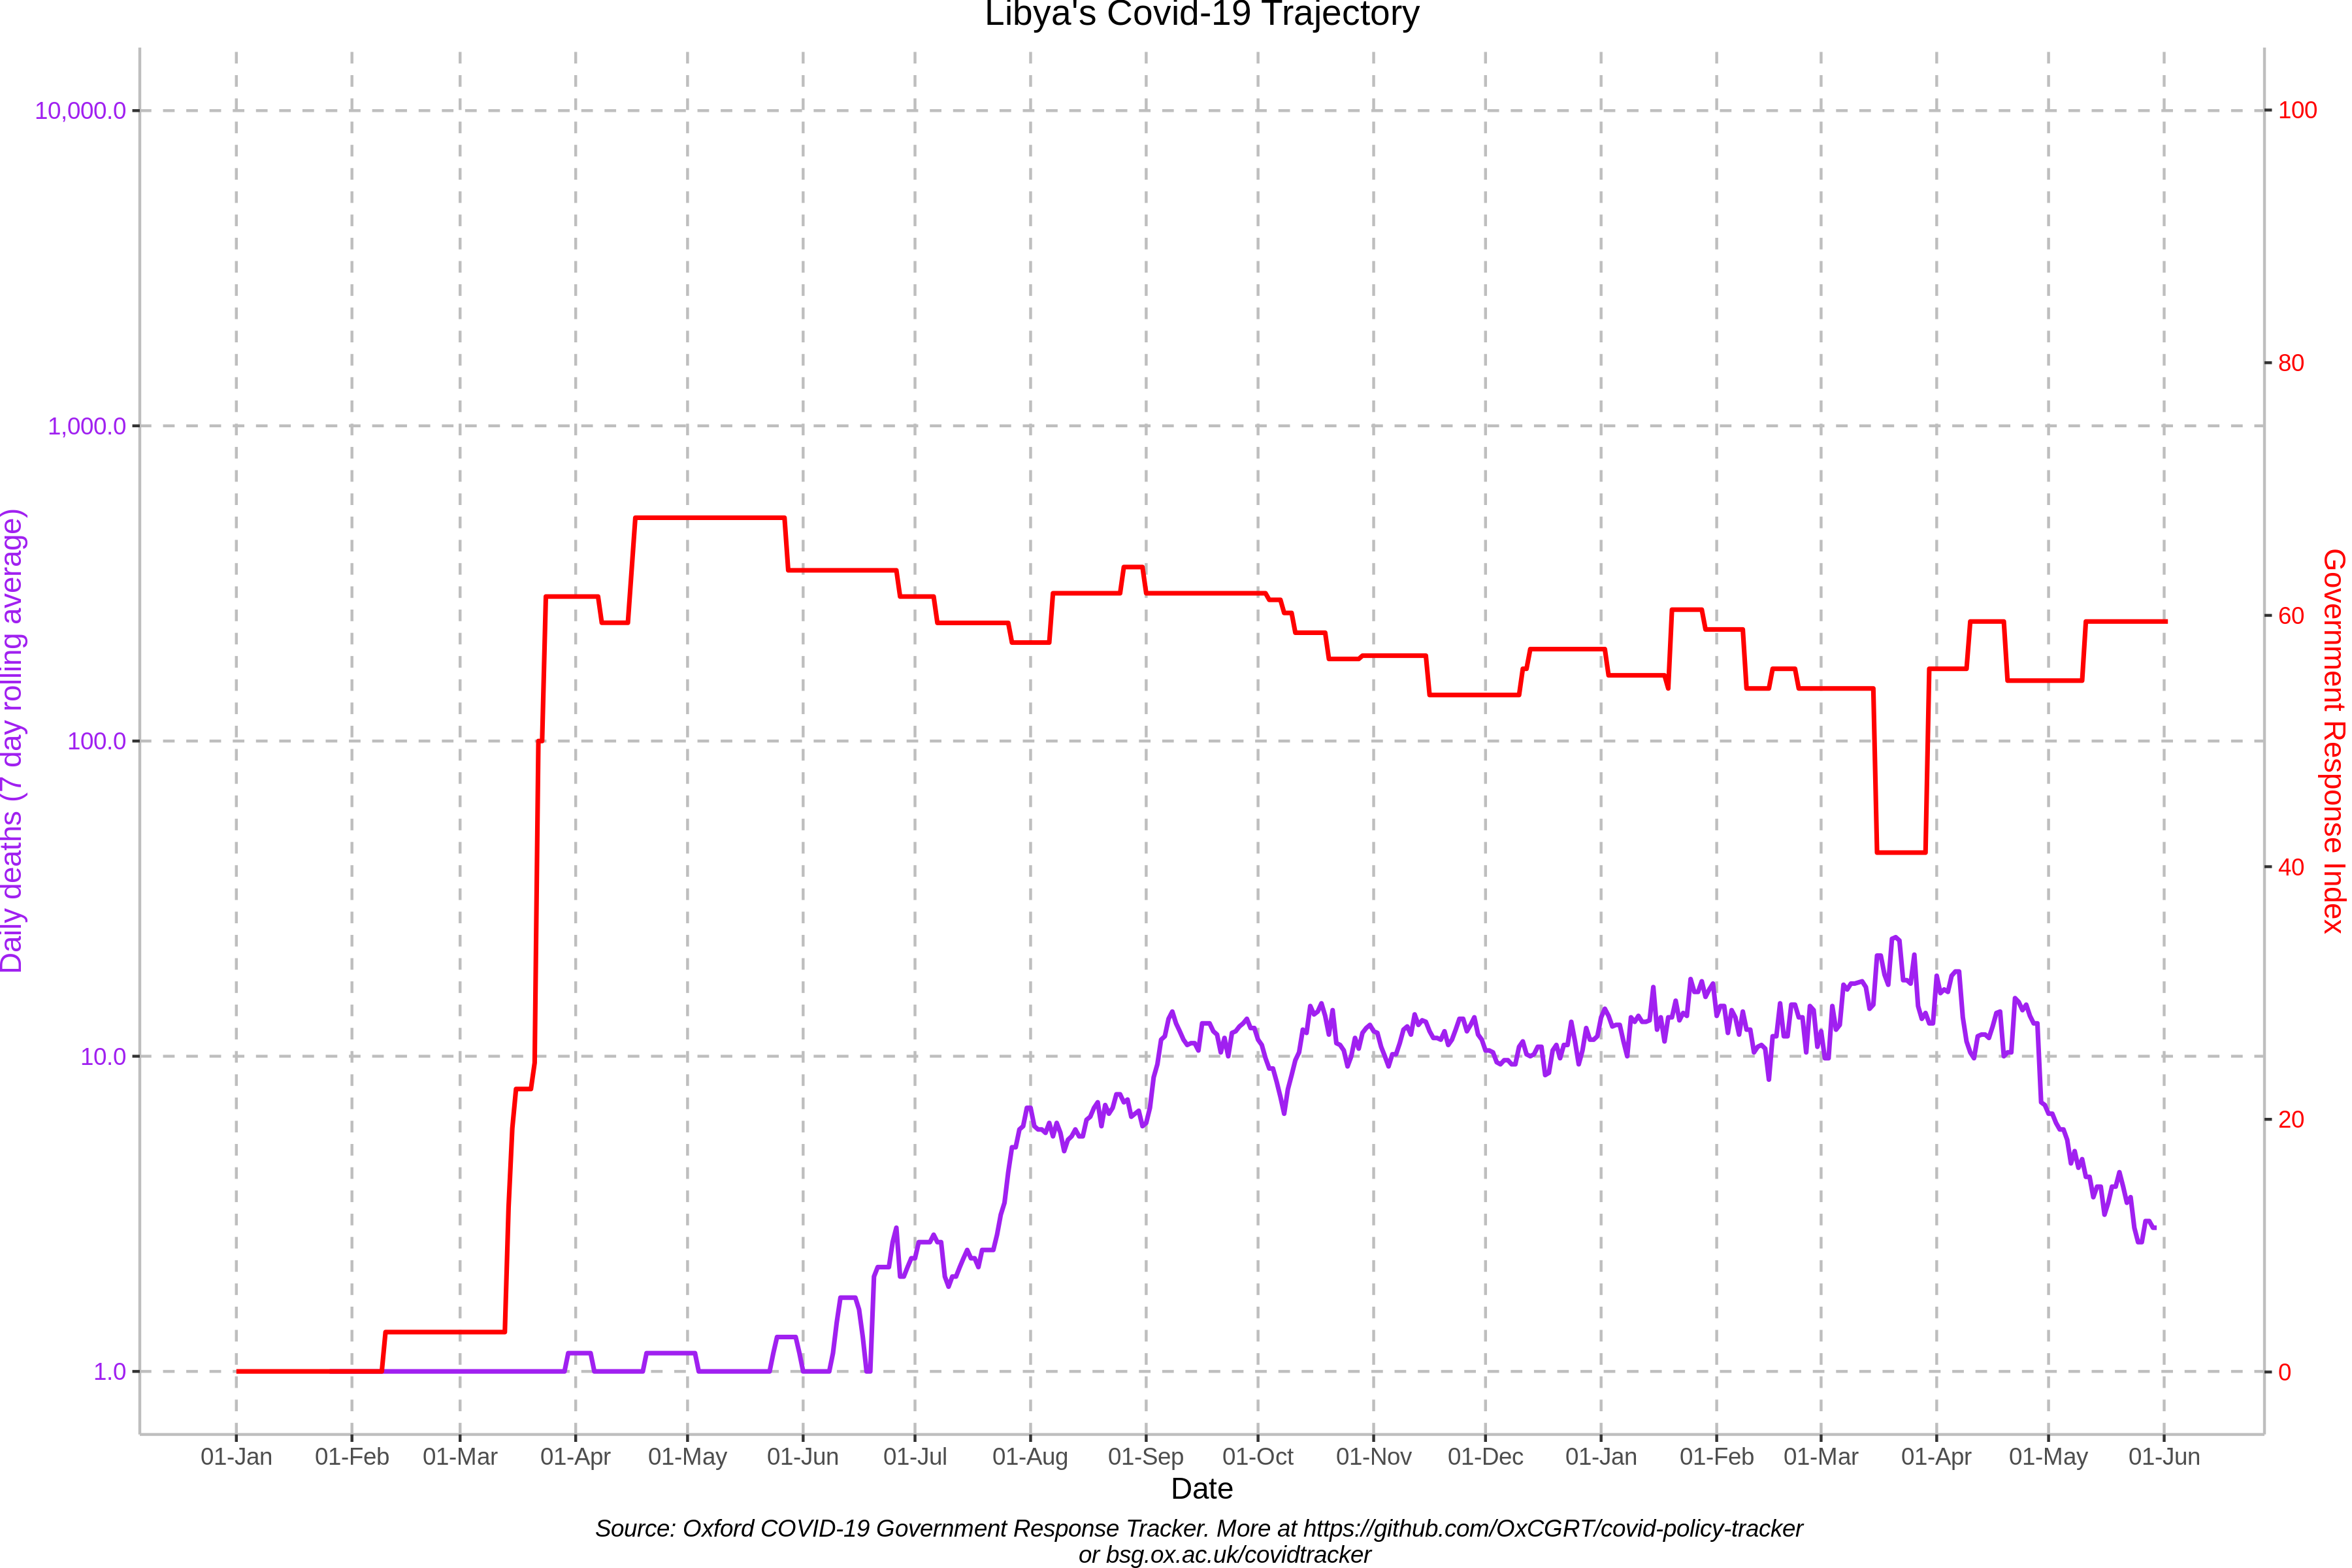 Libya's Covid-19 Trajectory
10,000.0
1,000.0
100.0
10.0
1.0
Daily deaths (7 day rolling average)
100
80
60
40
20
0
Government Response Index
01-Jan 01-Feb 01-Mar 01-Apr 01-May 01-Jun 01-Jul 01-Aug 01-Sep 01-Oct 01-Nov 01-Dec 01-Jan 01-Feb 01-Mar 01-Apr 01-May 01-Jun
Date
Source: Oxford COVID-19 Government Response Tracker. More at https://github.com/OxCGRT/covid-policy-tracker
or bsg.ox.ac.uk/covidtracker